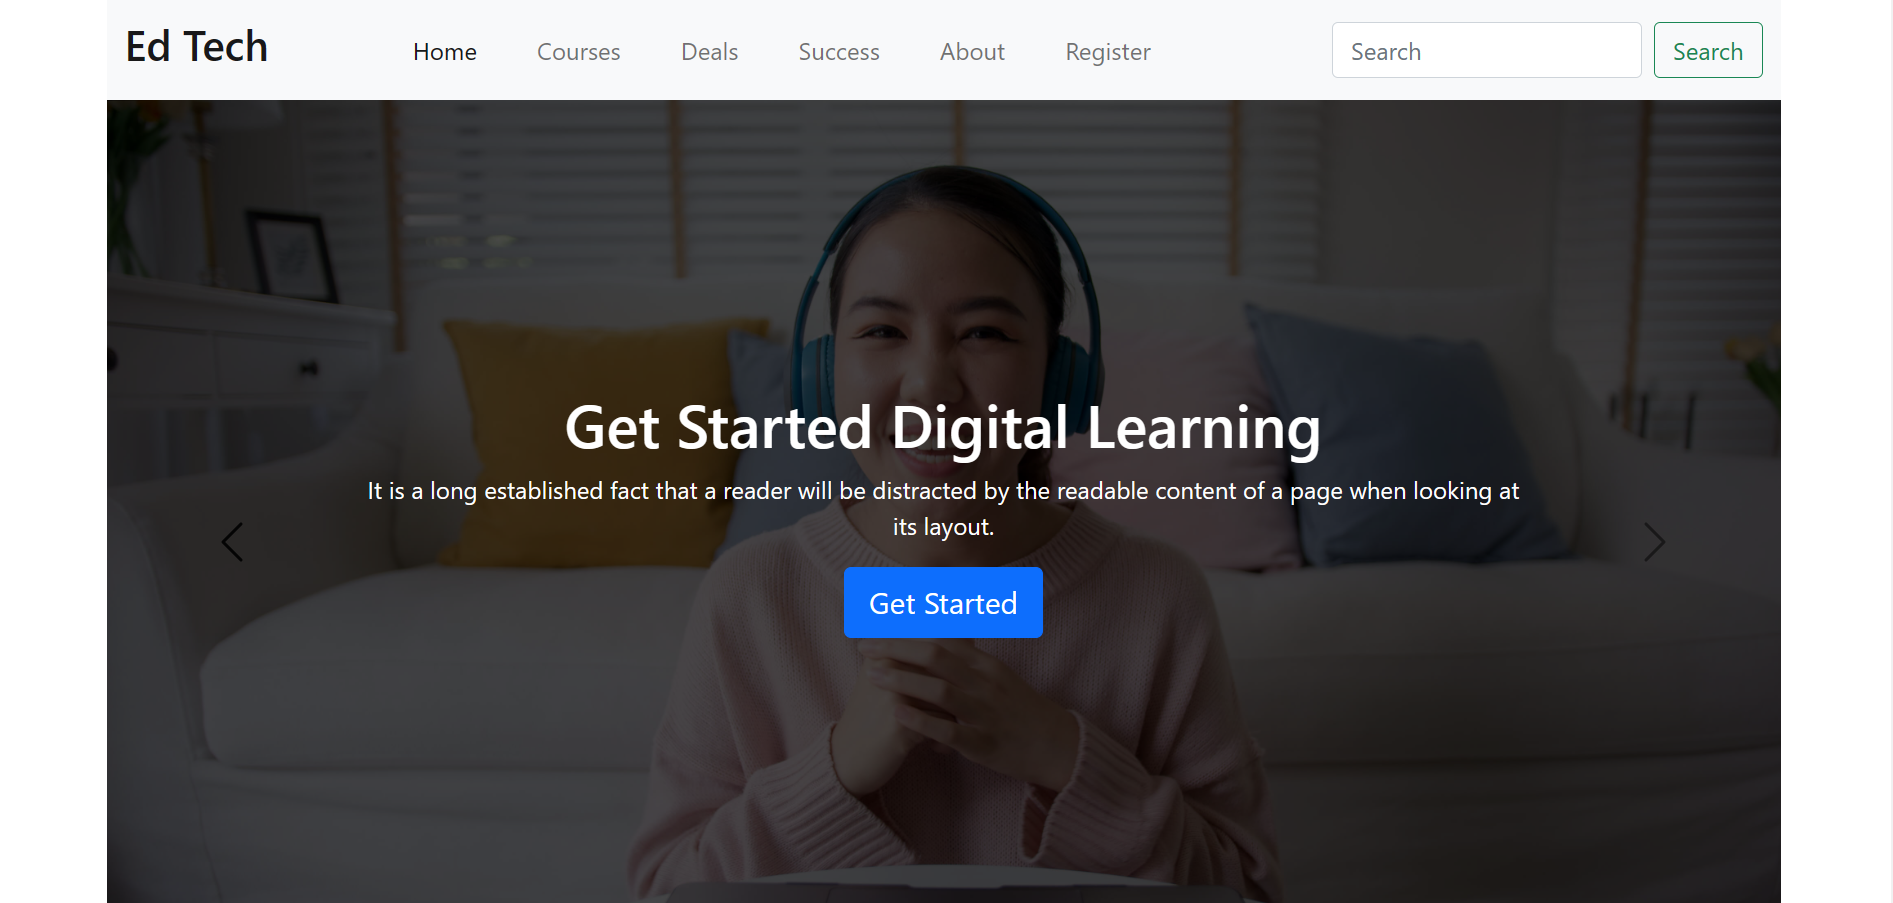 Ed Tech
Home Courses Deals Success About Register
Search Search
Get Started Digital Learning
It is a long established fact that a reader will be distracted by the readable content of a page when looking at
its layout.
Get Started